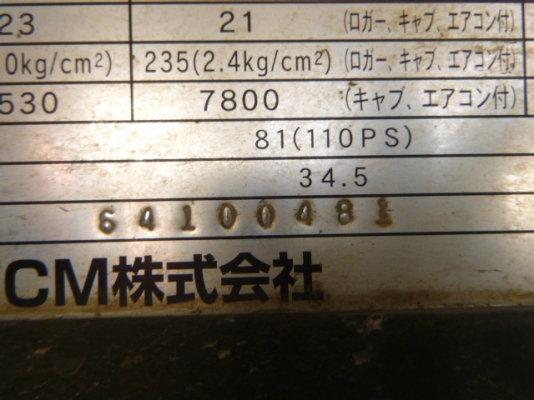 23 21 (ロガー、キャブ、エアコン付)
0kg/cm²) 235(2.4kg/cm²) (ロガー、キャブ、エアコン付)
530 7800 (キャブ、エアコン付)
81(110PS)
34.5
6410048
CM株式会社